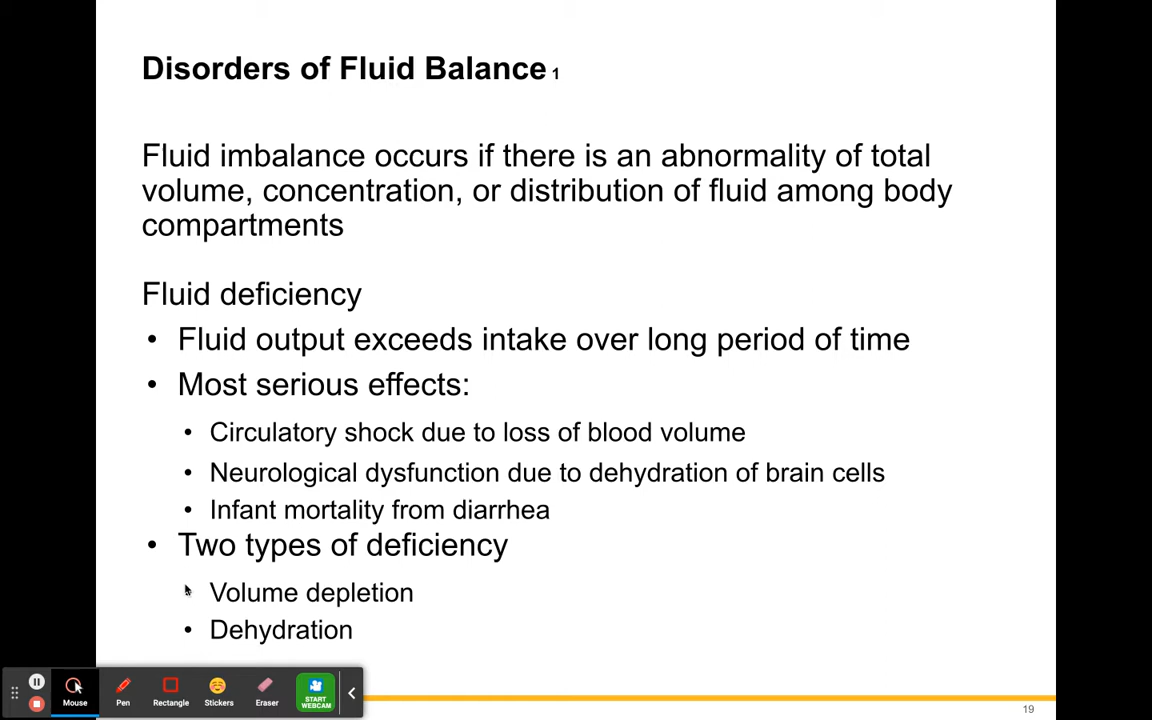 Disorders of Fluid Balance 1
Fluid imbalance occurs if there is an abnormality of total
volume, concentration, or distribution of fluid among body
compartments
Fluid deficiency
• Fluid output exceeds intake over long period of time
• Most serious effects:
• Circulatory shock due to loss of blood volume
• Neurological dysfunction due to dehydration of brain cells
• Infant mortality from diarrhea
• Two types of deficiency
Volume depletion
• Dehydration
Mouse
Pen
Rectangle
Stickers
Eraser
START
WEBCAM
19